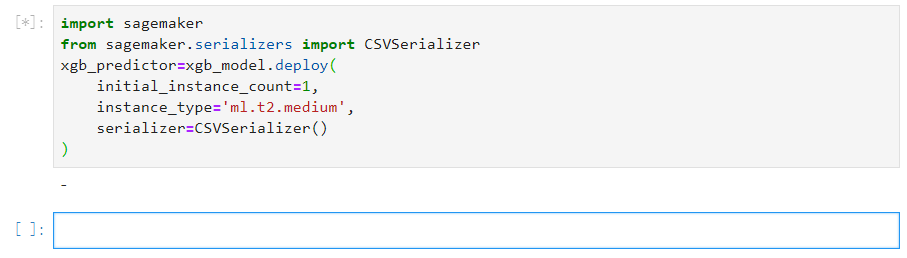 [*]:
import sagemaker
from sagemaker.serializers import CSVSerializer
xgb_predictor=xgb_model.deploy(
    initial_instance_count=1,
    instance_type='ml.t2.medium',
    serializer=CSVSerializer()
)
-
[ ]: